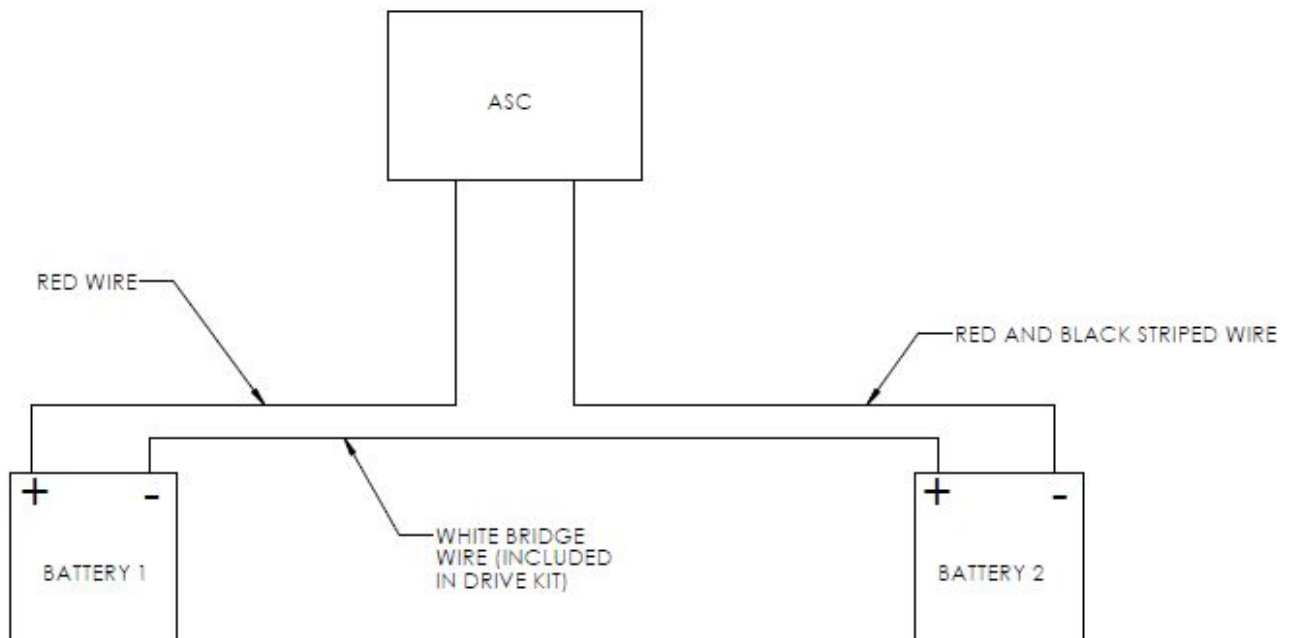 ASC
RED WIRE
RED AND BLACK STRIPED WIRE
+ -
+ -
WHITE BRIDGE
WIRE (INCLUDED
IN DRIVE KIT)
BATTERY 1
BATTERY 2